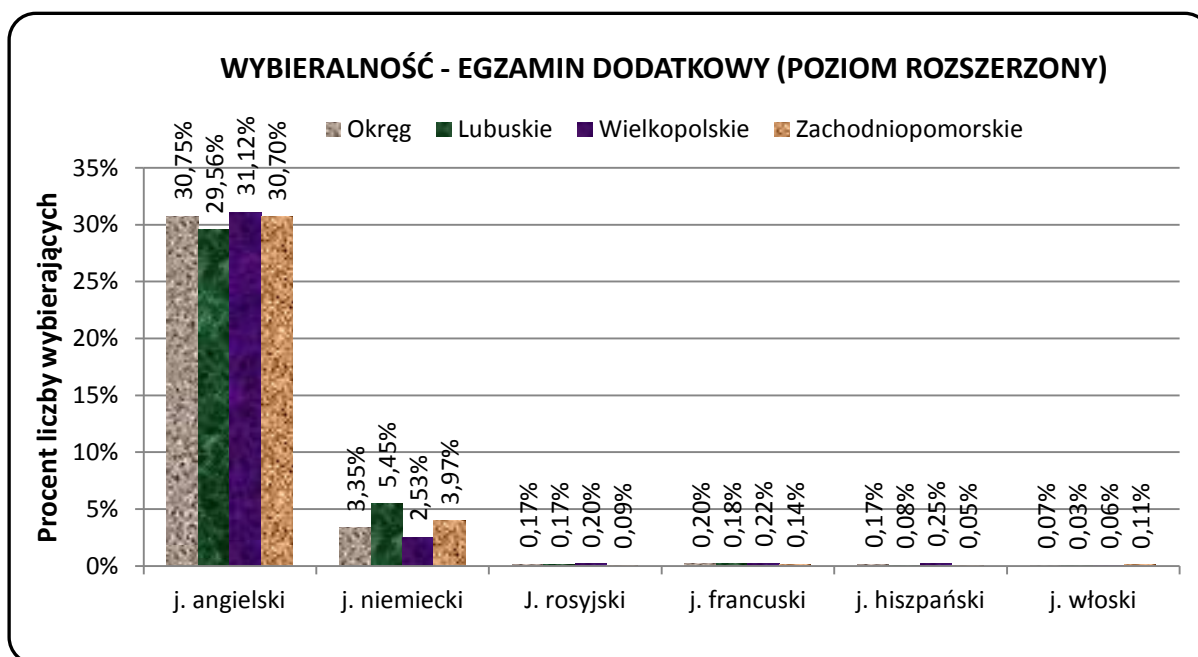 WYBIERALNOŚĆ - EGZAMIN DODATKOWY (POZIOM ROZSZERZONY)
Okręg Lubuskie Wielkopolskie Zachodniopomorskie
Procent liczby wybierających
35%
30%
25%
20%
15%
10%
5%
0%
30,75% 29,56% 31,12% 30,70%
3,35% 5,45% 2,53% 3,97%
0,17% 0,17% 0,20% 0,09%
0,20% 0,18% 0,22% 0,14%
0,17% 0,08% 0,25% 0,05%
0,07% 0,03% 0,06% 0,11%
j. angielski j. niemiecki J. rosyjski j. francuski j. hiszpański j. włoski